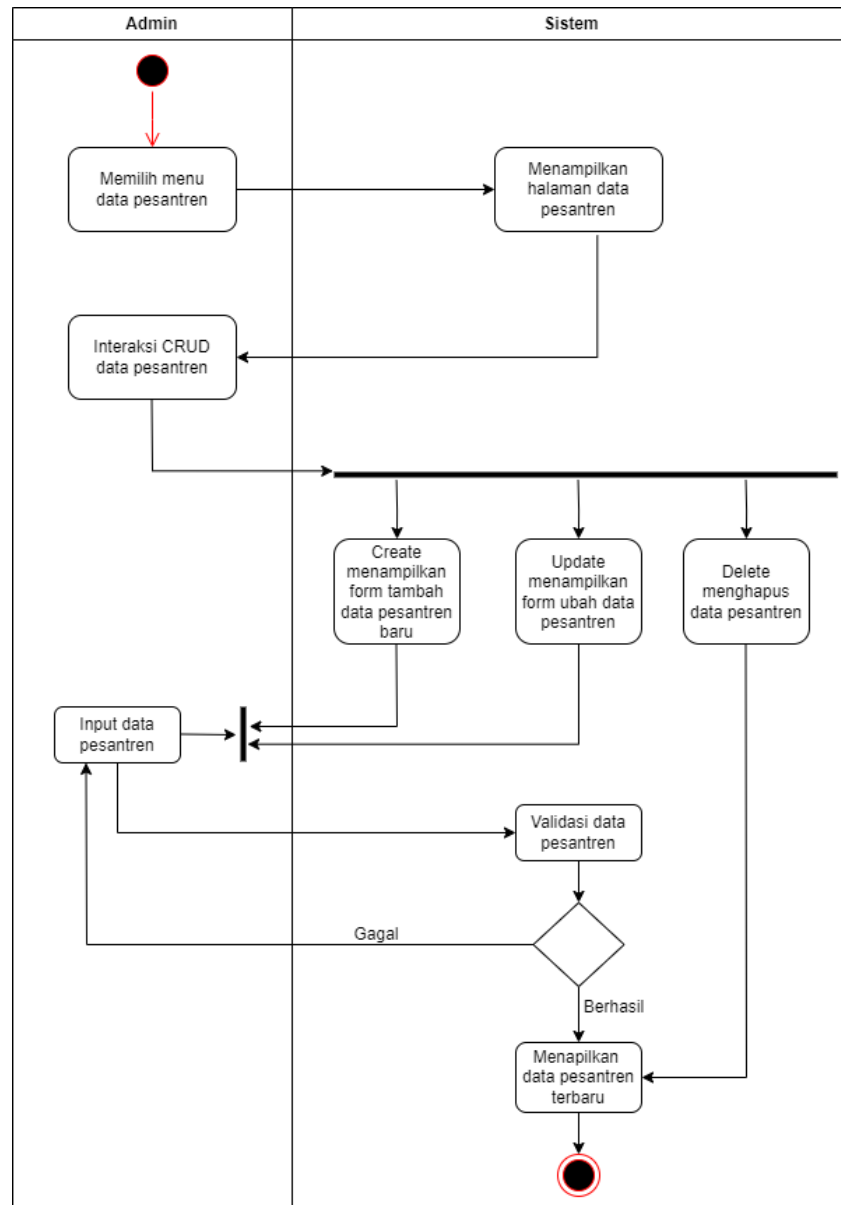 Admin
Sistem
Memilih menu
data pesantren
Menampilkan
halaman data
pesantren
Interaksi CRUD
data pesantren
Create
menampilkan
form tambah
data pesantren
baru
Update
menampilkan
form ubah data
pesantren
Delete
menghapus
data pesantren
Input data
pesantren
Validasi data
pesantren
Gagal
Berhasil
Menapilkan
data pesantren
terbaru